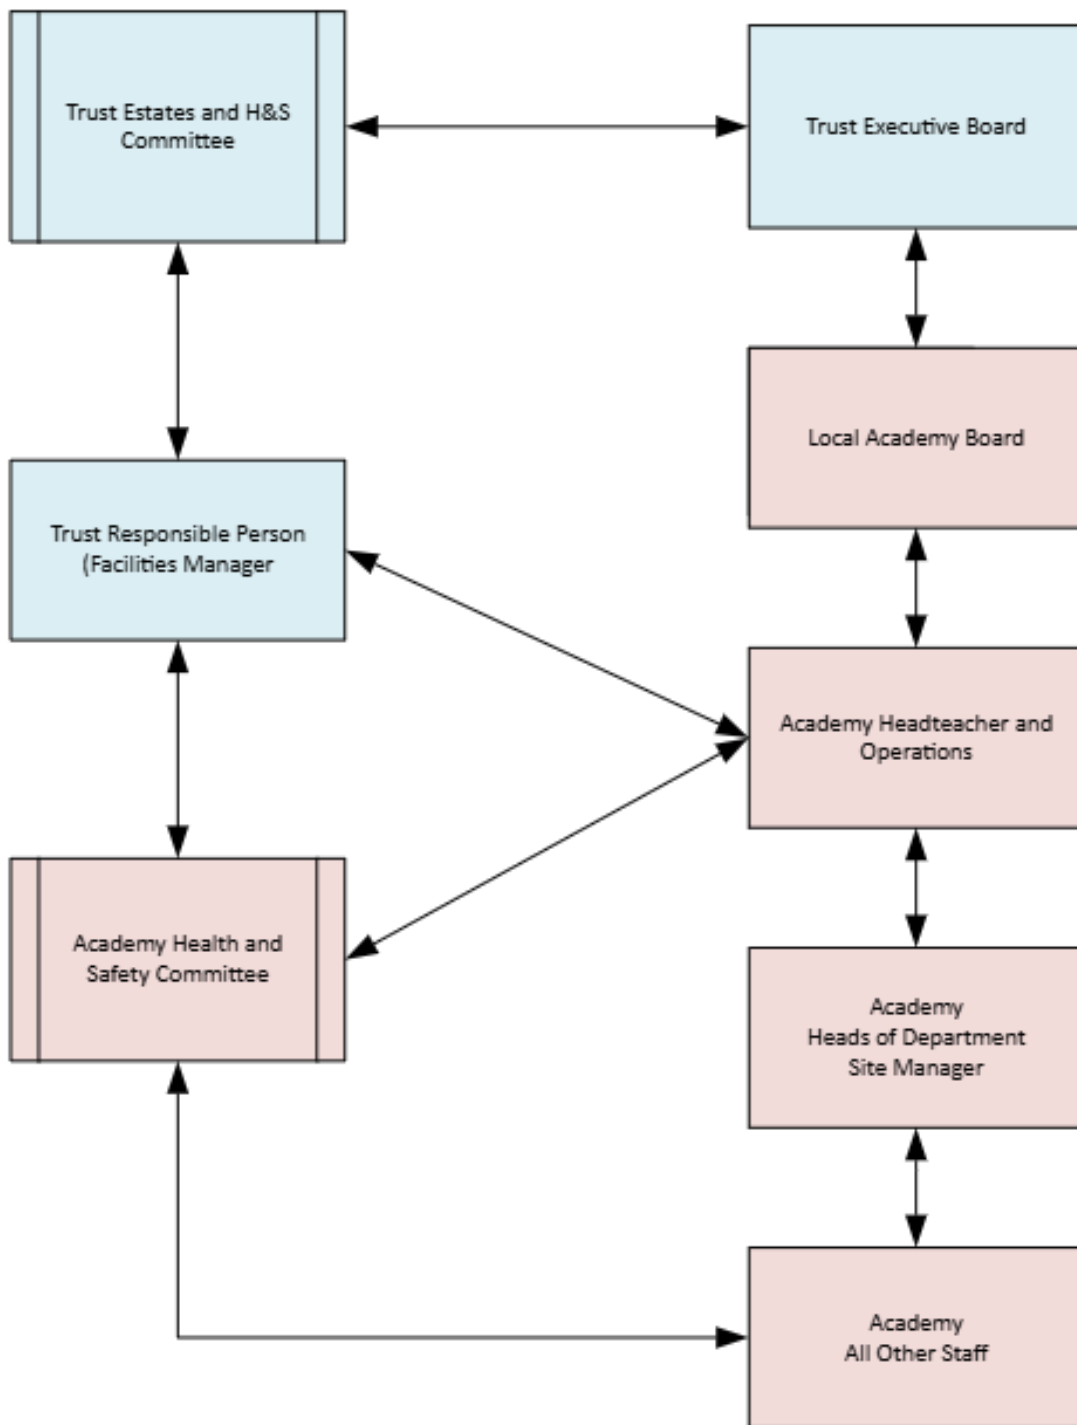 Trust Estates and H&S
Committee
Trust Executive Board
Local Academy Board
Trust Responsible Person
(Facilities Manager
Academy Headteacher and
Operations
Academy Health and
Safety Committee
Academy
Heads of Department
Site Manager
Academy
All Other Staff